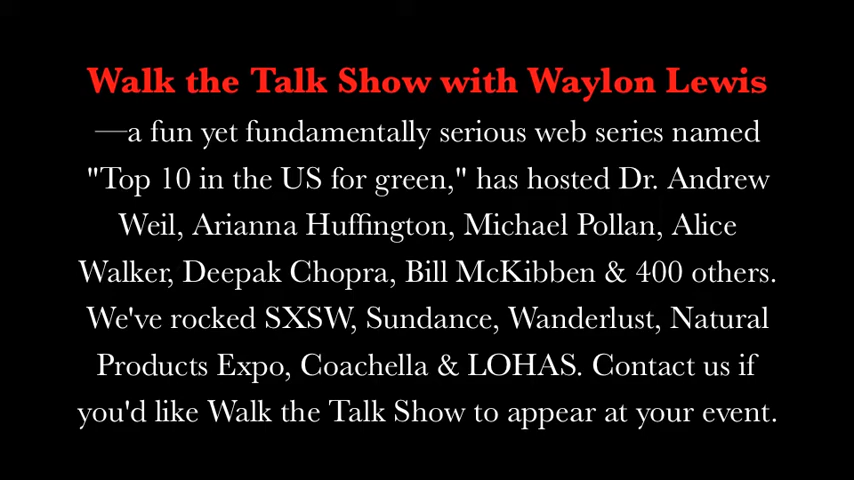 Walk the Talk Show with Waylon Lewis
—a fun yet fundamentally serious web series named
"Top 10 in the US for green," has hosted Dr. Andrew
Weil, Arianna Huffington, Michael Pollan, Alice
Walker, Deepak Chopra, Bill McKibben & 400 others.
We've rocked SXSW, Sundance, Wanderlust, Natural
Products Expo, Coachella & LOHAS. Contact us if
you'd like Walk the Talk Show to appear at your event.